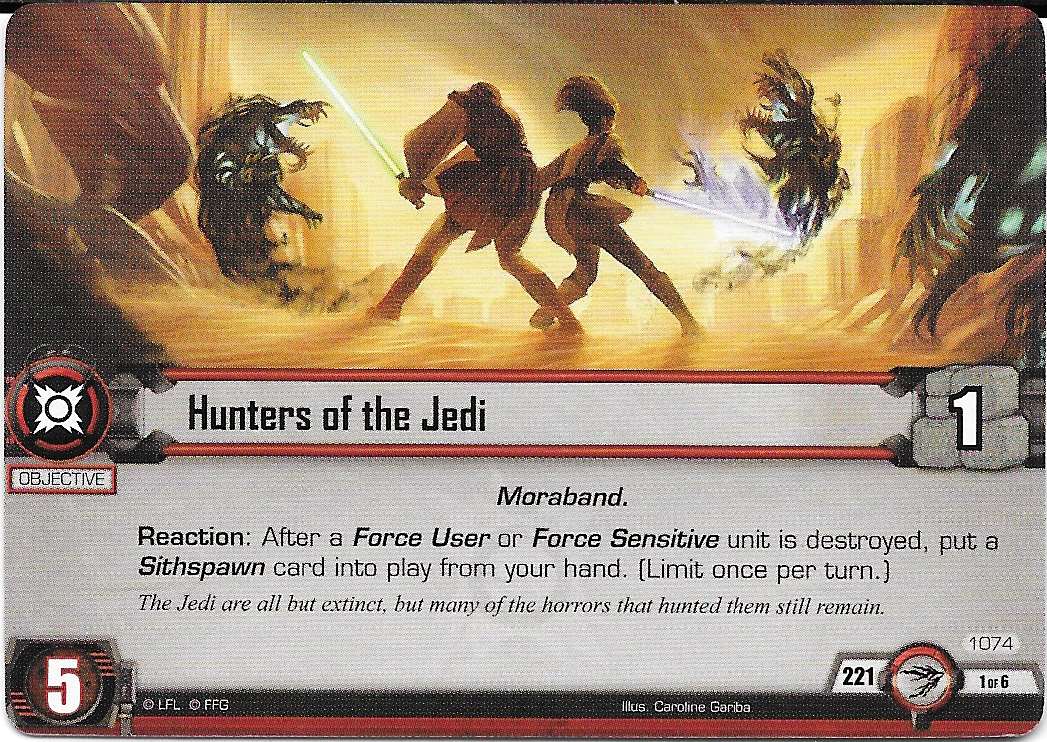 Hunters of the Jedi
1
OBJECTIVE
Moraband.
Reaction: After a Force User or Force Sensitive unit is destroyed, put a
Sithspawn card into play from your hand. (Limit once per turn.)
The Jedi are all but extinct, but many of the horrors that hunted them still remain.
1074
5
© LFL © FFG
Illus. Caroline Gariba
221
1 OF 6